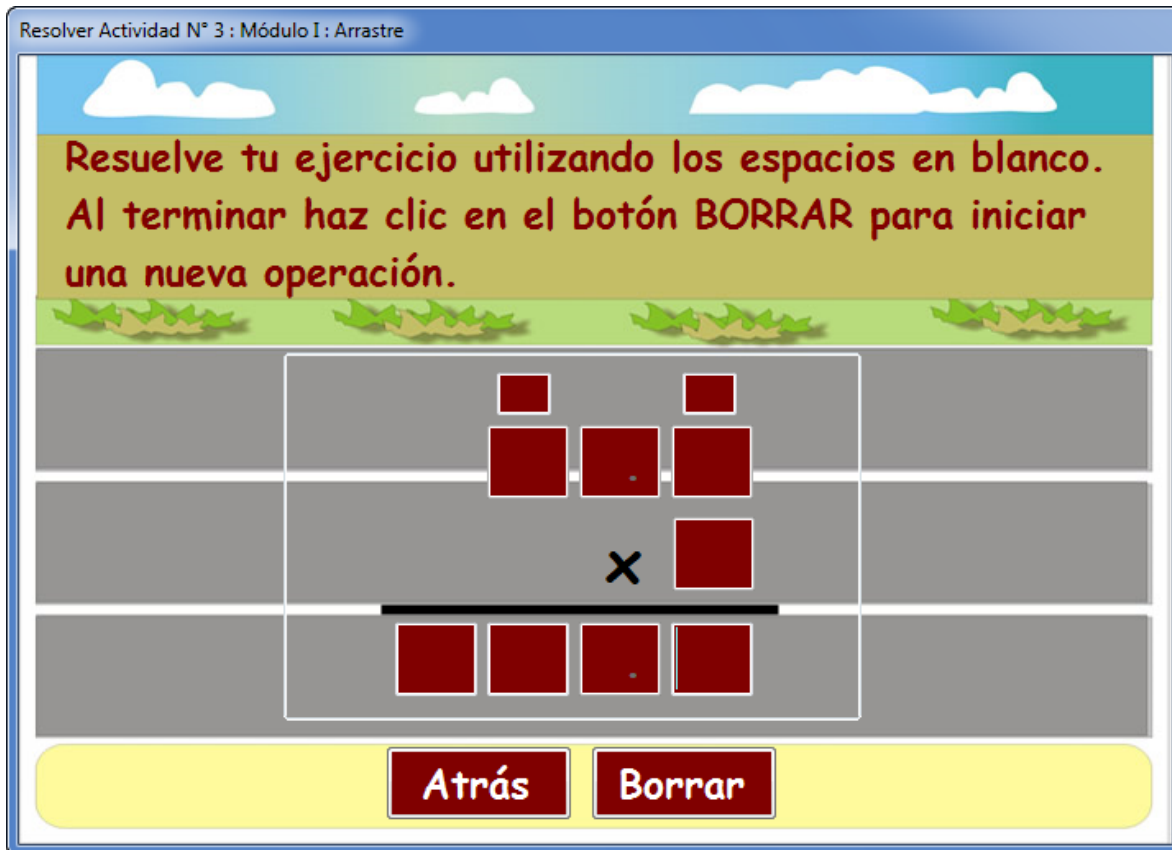 Resolver Actividad N° 3 : Módulo I : Arrastre
Resuelve tu ejercicio utilizando los espacios en blanco.
Al terminar haz clic en el botón BORRAR para iniciar
una nueva operación.
.
×
.
Atrás Borrar